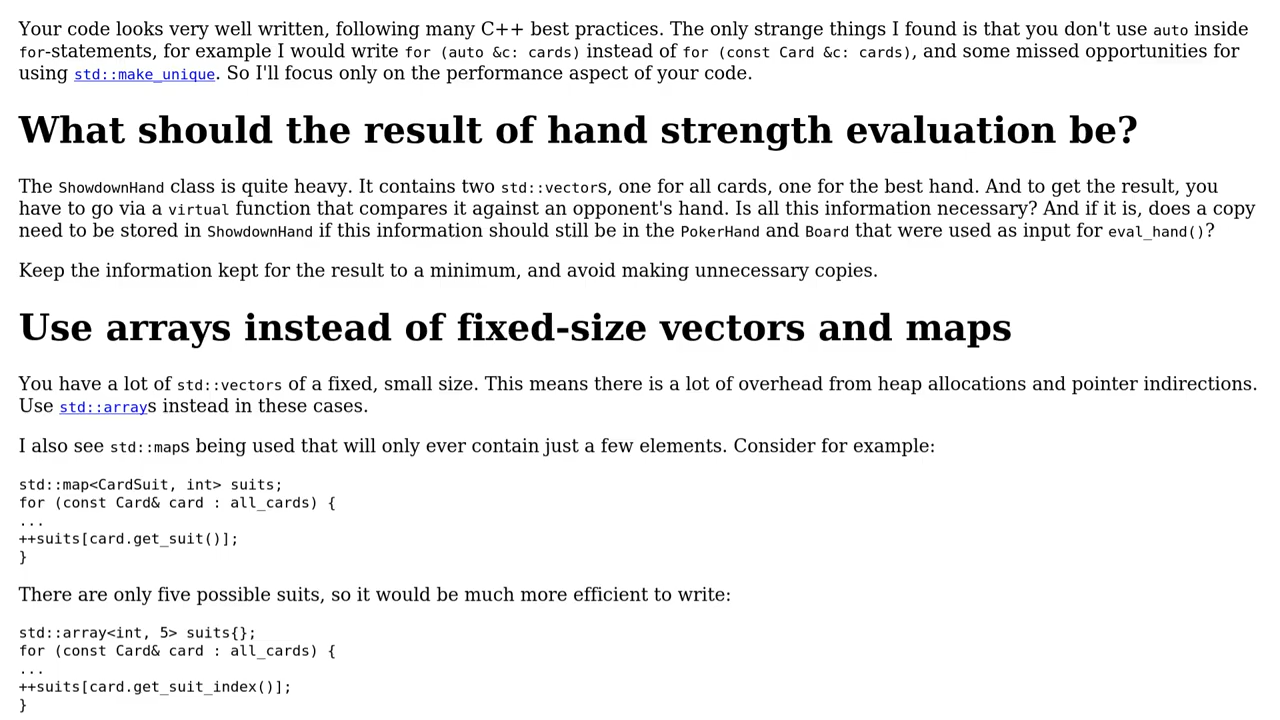 Your code looks very well written, following many C++ best practices. The only strange things I found is that you don't use auto inside
for-statements, for example I would write for (auto &c: cards) instead of for (const Card &c: cards), and some missed opportunities for
using std::make_unique. So I'll focus only on the performance aspect of your code.
What should the result of hand strength evaluation be?
The ShowdownHand class is quite heavy. It contains two std::vectors, one for all cards, one for the best hand. And to get the result, you
have to go via a virtual function that compares it against an opponent's hand. Is all this information necessary? And if it is, does a copy
need to be stored in ShowdownHand if this information should still be in the PokerHand and Board that were used as input for eval_hand()?
Keep the information kept for the result to a minimum, and avoid making unnecessary copies.
Use arrays instead of fixed-size vectors and maps
You have a lot of std::vectors of a fixed, small size. This means there is a lot of overhead from heap allocations and pointer indirections.
Use std::arrays instead in these cases.
I also see std::maps being used that will only ever contain just a few elements. Consider for example:
std::map<CardSuit, int> suits;
for (const Card& card : all_cards) {
...
++suits[card.get_suit()];
}
There are only five possible suits, so it would be much more efficient to write:
std::array<int, 5> suits{};
for (const Card& card : all_cards) {
...
++suits[card.get_suit_index()];
}